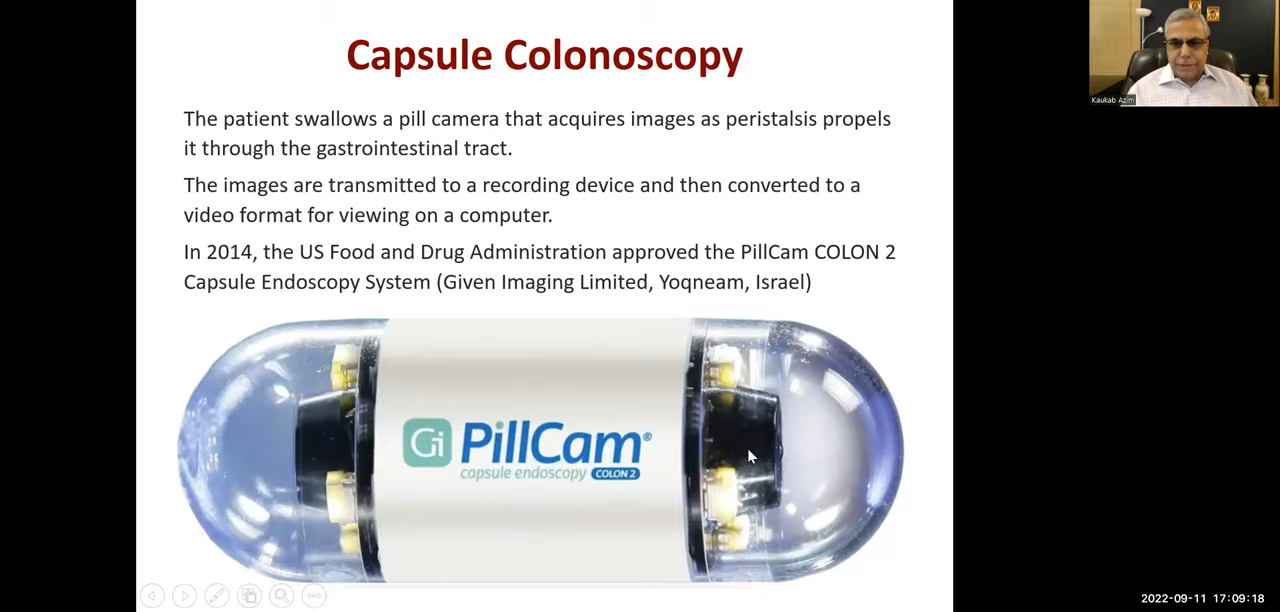 Capsule Colonoscopy
The patient swallows a pill camera that acquires images as peristalsis propels
it through the gastrointestinal tract.
The images are transmitted to a recording device and then converted to a
video format for viewing on a computer.
In 2014, the US Food and Drug Administration approved the PillCam COLON 2
Capsule Endoscopy System (Given Imaging Limited, Yoqneam, Israel)
Gi PillCam®
capsule endoscopy COLON 2
Kaukab Azim
2022-09-11 17:09:18